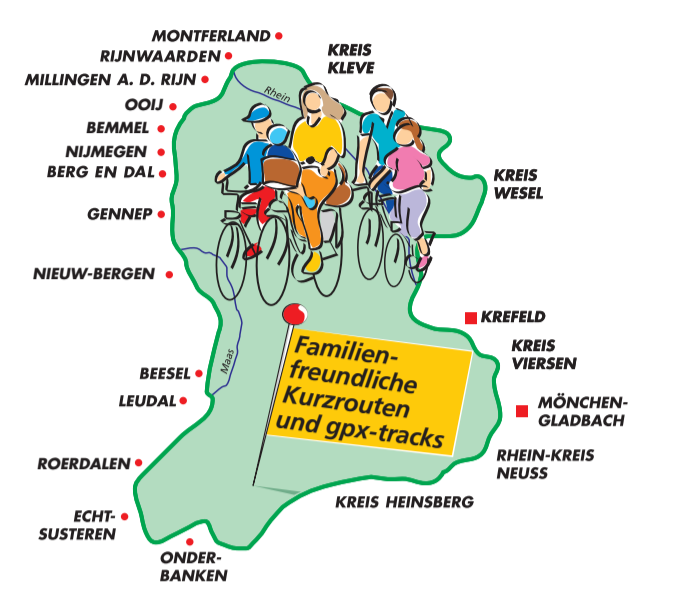 MONTFERLAND
RIJNWAARDEN
KREIS
KLEVE
MILLINGEN A. D. RIJN
Rhein
OOIJ
BEMMEL
NIJMEGEN
BERG EN DAL
KREIS
WESEL
GENNEP
NIEUW-BERGEN
KREFELD
Familien-
freundliche
Kurzrouten
und gpx-tracks
KREIS
VIERSEN
Maas
BEESEL
LEUDAL
MÖNCHEN-
GLADBACH
ROERDALEN
RHEIN-KREIS
NEUSS
KREIS HEINSBERG
ECHT-
SUSTEREN
ONDER-
BANKEN